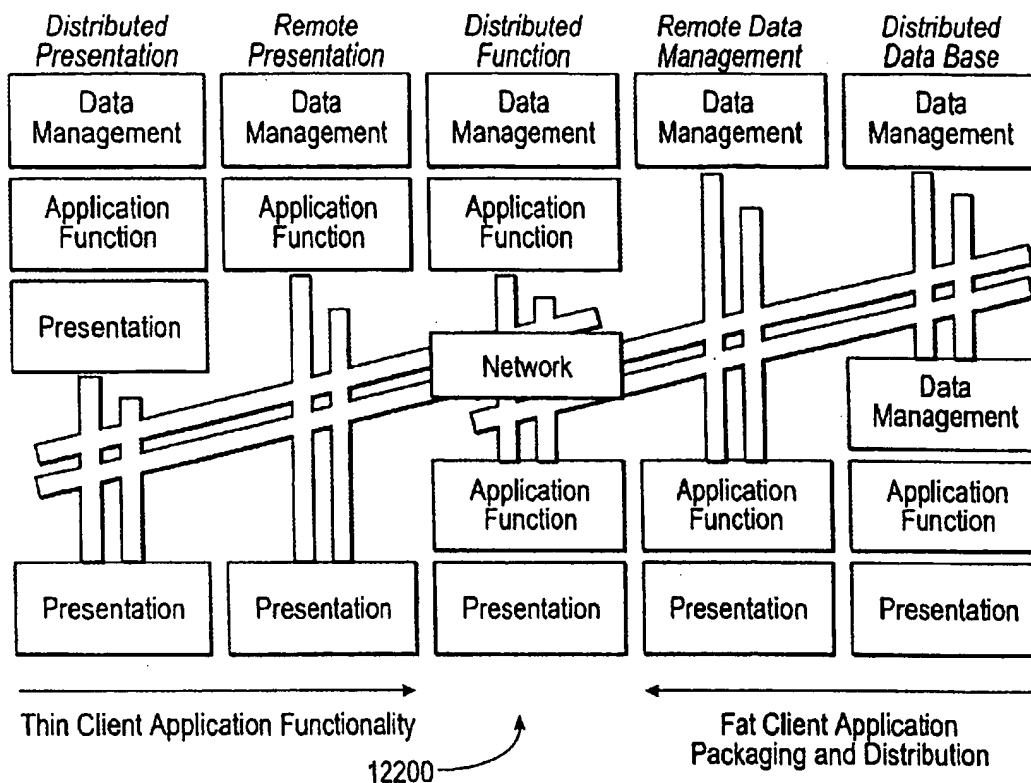 Distributed Presentation
Remote Presentation
Distributed Function
Remote Data Management
Distributed Data Base
Data Management
Data Management
Data Management
Data Management
Data Management
Application Function
Application Function
Application Function
Presentation
Network
Data Management
Application Function
Application Function
Application Function
Presentation
Presentation
Presentation
Presentation
Presentation
Thin Client Application Functionality
Fat Client Application Packaging and Distribution
12200